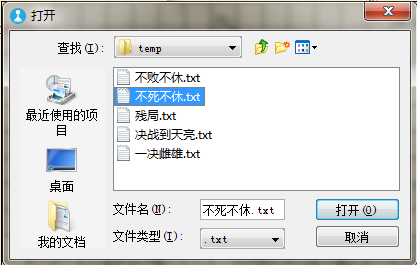 打开
查找(I): temp
最近使用的项目
桌面
我的文档
不败不休.txt
不死不休.txt
残局.txt
决战到天亮.txt
一决雌雄.txt
文件名(N): 不死不休.txt 打开(O)
文件类型(I): .txt 取消